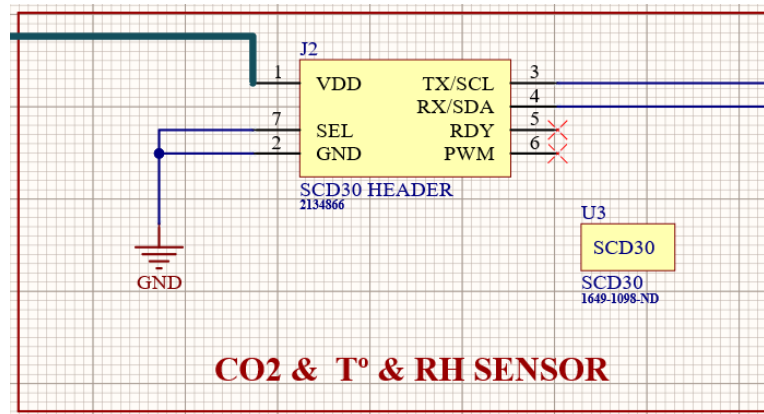 J2
1 VDD TX/SCL 3
RX/SDA 4
7 SEL RDY 5
2 GND PWM 6
SCD30 HEADER
2134866
U3
SCD30
GND
SCD30
1649-1098-ND
CO2 & Tº & RH SENSOR